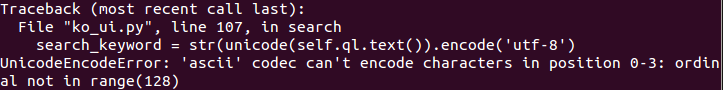 Traceback (most recent call last):
  File "ko_ui.py", line 107, in search
    search_keyword = str(unicode(self.ql.text()).encode('utf-8')
UnicodeEncodeError: 'ascii' codec can't encode characters in position 0-3: ordin
al not in range(128)